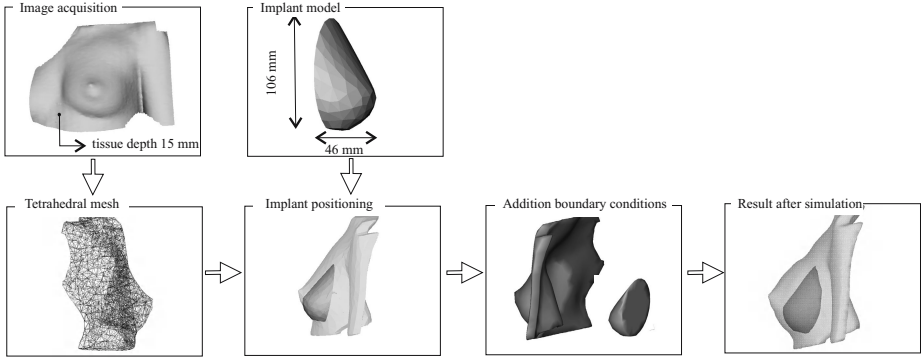 Image acquisition
tissue depth 15 mm
Implant model
106 mm
46 mm
Tetrahedral mesh
Implant positioning
Addition boundary conditions
Result after simulation